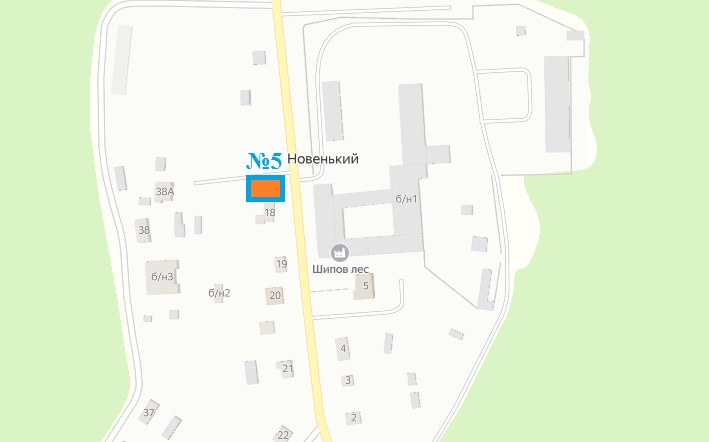 №5 Новенький
38А
18
б/н1
38
19
Шипов лес
б/н3
б/н2
20
5
4
21
3
37
2
22